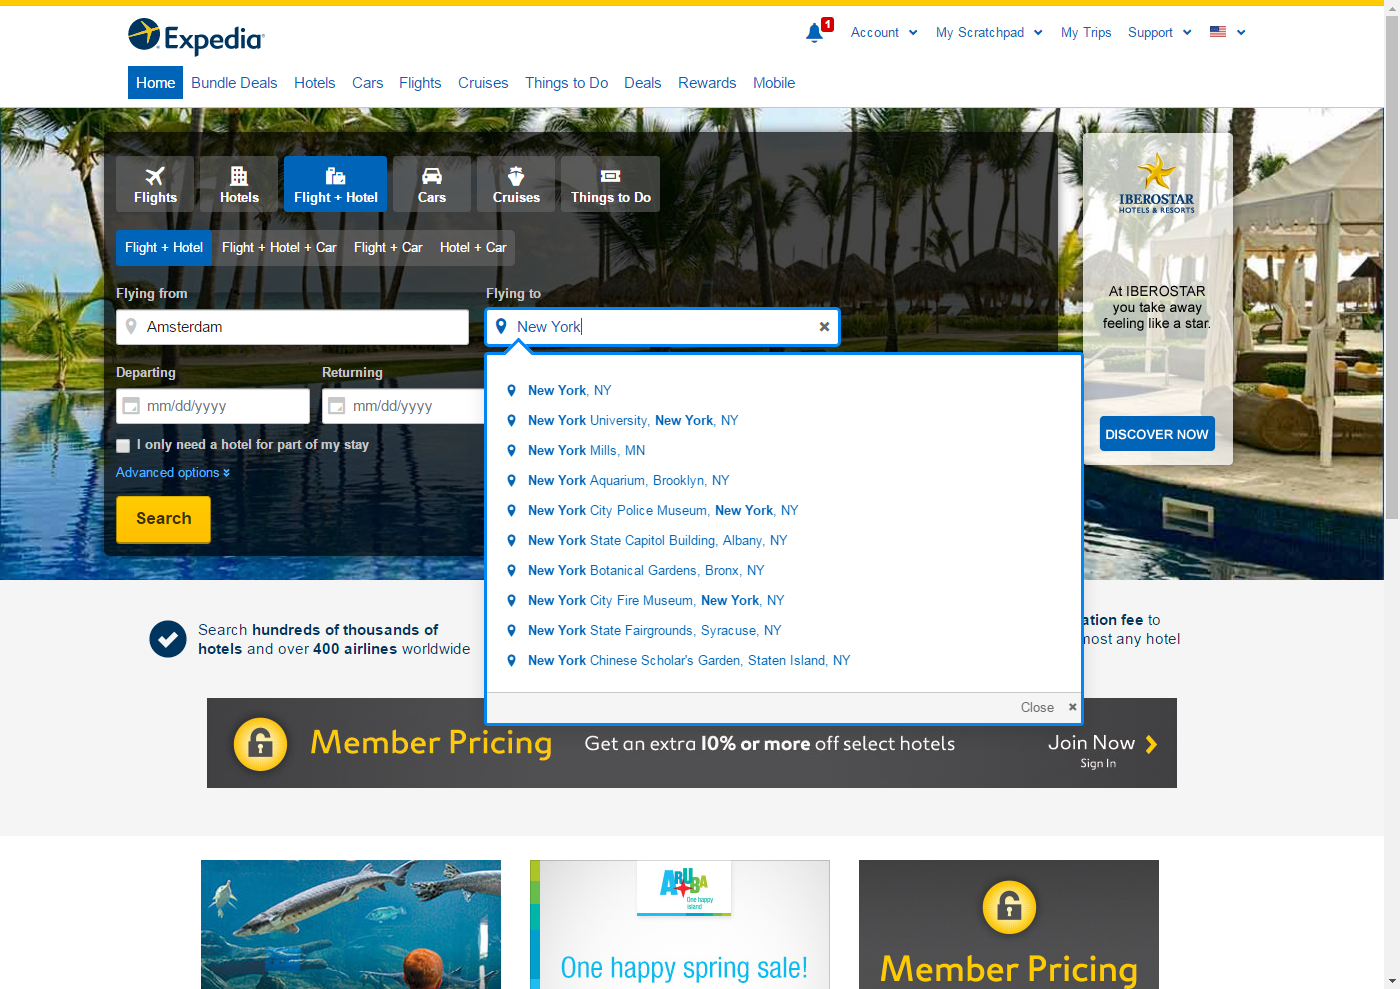 Expedia
1
Account
My Scratchpad
My Trips
Support
Home
Bundle Deals
Hotels
Cars
Flights
Cruises
Things to Do
Deals
Rewards
Mobile
Flights
Hotels
Flight + Hotel
Cars
Cruises
Things to Do
Flight + Hotel
Flight + Hotel + Car
Flight + Car
Hotel + Car
Flying from
Flying to
Amsterdam
New York
Departing
Returning
mm/dd/yyyy
mm/dd/yyyy
I only need a hotel for part of my stay
Advanced options
Search
New York, NY
New York University, New York, NY
New York Mills, MN
New York Aquarium, Brooklyn, NY
New York City Police Museum, New York, NY
New York State Capitol Building, Albany, NY
New York Botanical Gardens, Bronx, NY
New York City Fire Museum, New York, NY
New York State Fairgrounds, Syracuse, NY
New York Chinese Scholar's Garden, Staten Island, NY
Close
IBEROSTAR
HOTELS & RESORTS
At IBEROSTAR
you take away
feeling like a star.
DISCOVER NOW
Search hundreds of thousands of
hotels and over 400 airlines worldwide
ation fee to
most any hotel
Member Pricing
Get an extra 10% or more off select hotels
Join Now
Sign In
ARUBA
One happy
island
One happy spring sale!
Member Pricing